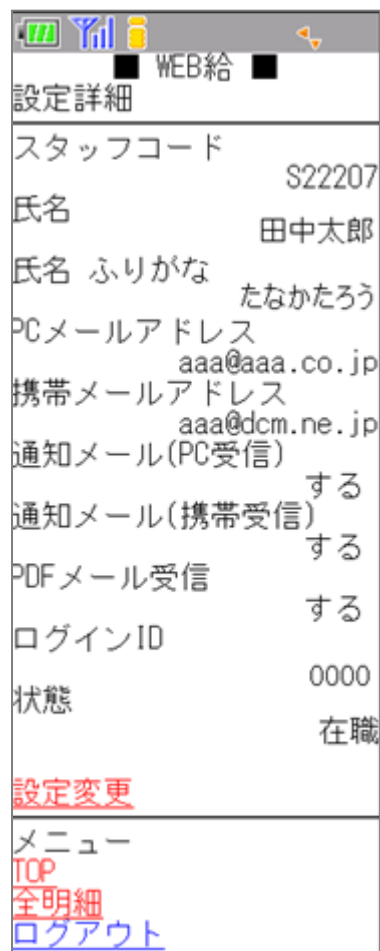 ■ WEB給 ■
設定詳細
スタッフコード
S22207
氏名
田中太郎
氏名 ふりがな
たなかたろう
PCメールアドレス
aaa@aaa.co.jp
携帯メールアドレス
aaa@dcm.ne.jp
通知メール(PC受信)
する
通知メール(携帯受信)
する
PDFメール受信
する
ログインID
0000
状態
在職
設定変更
メニュー
TOP
全明細
ログアウト